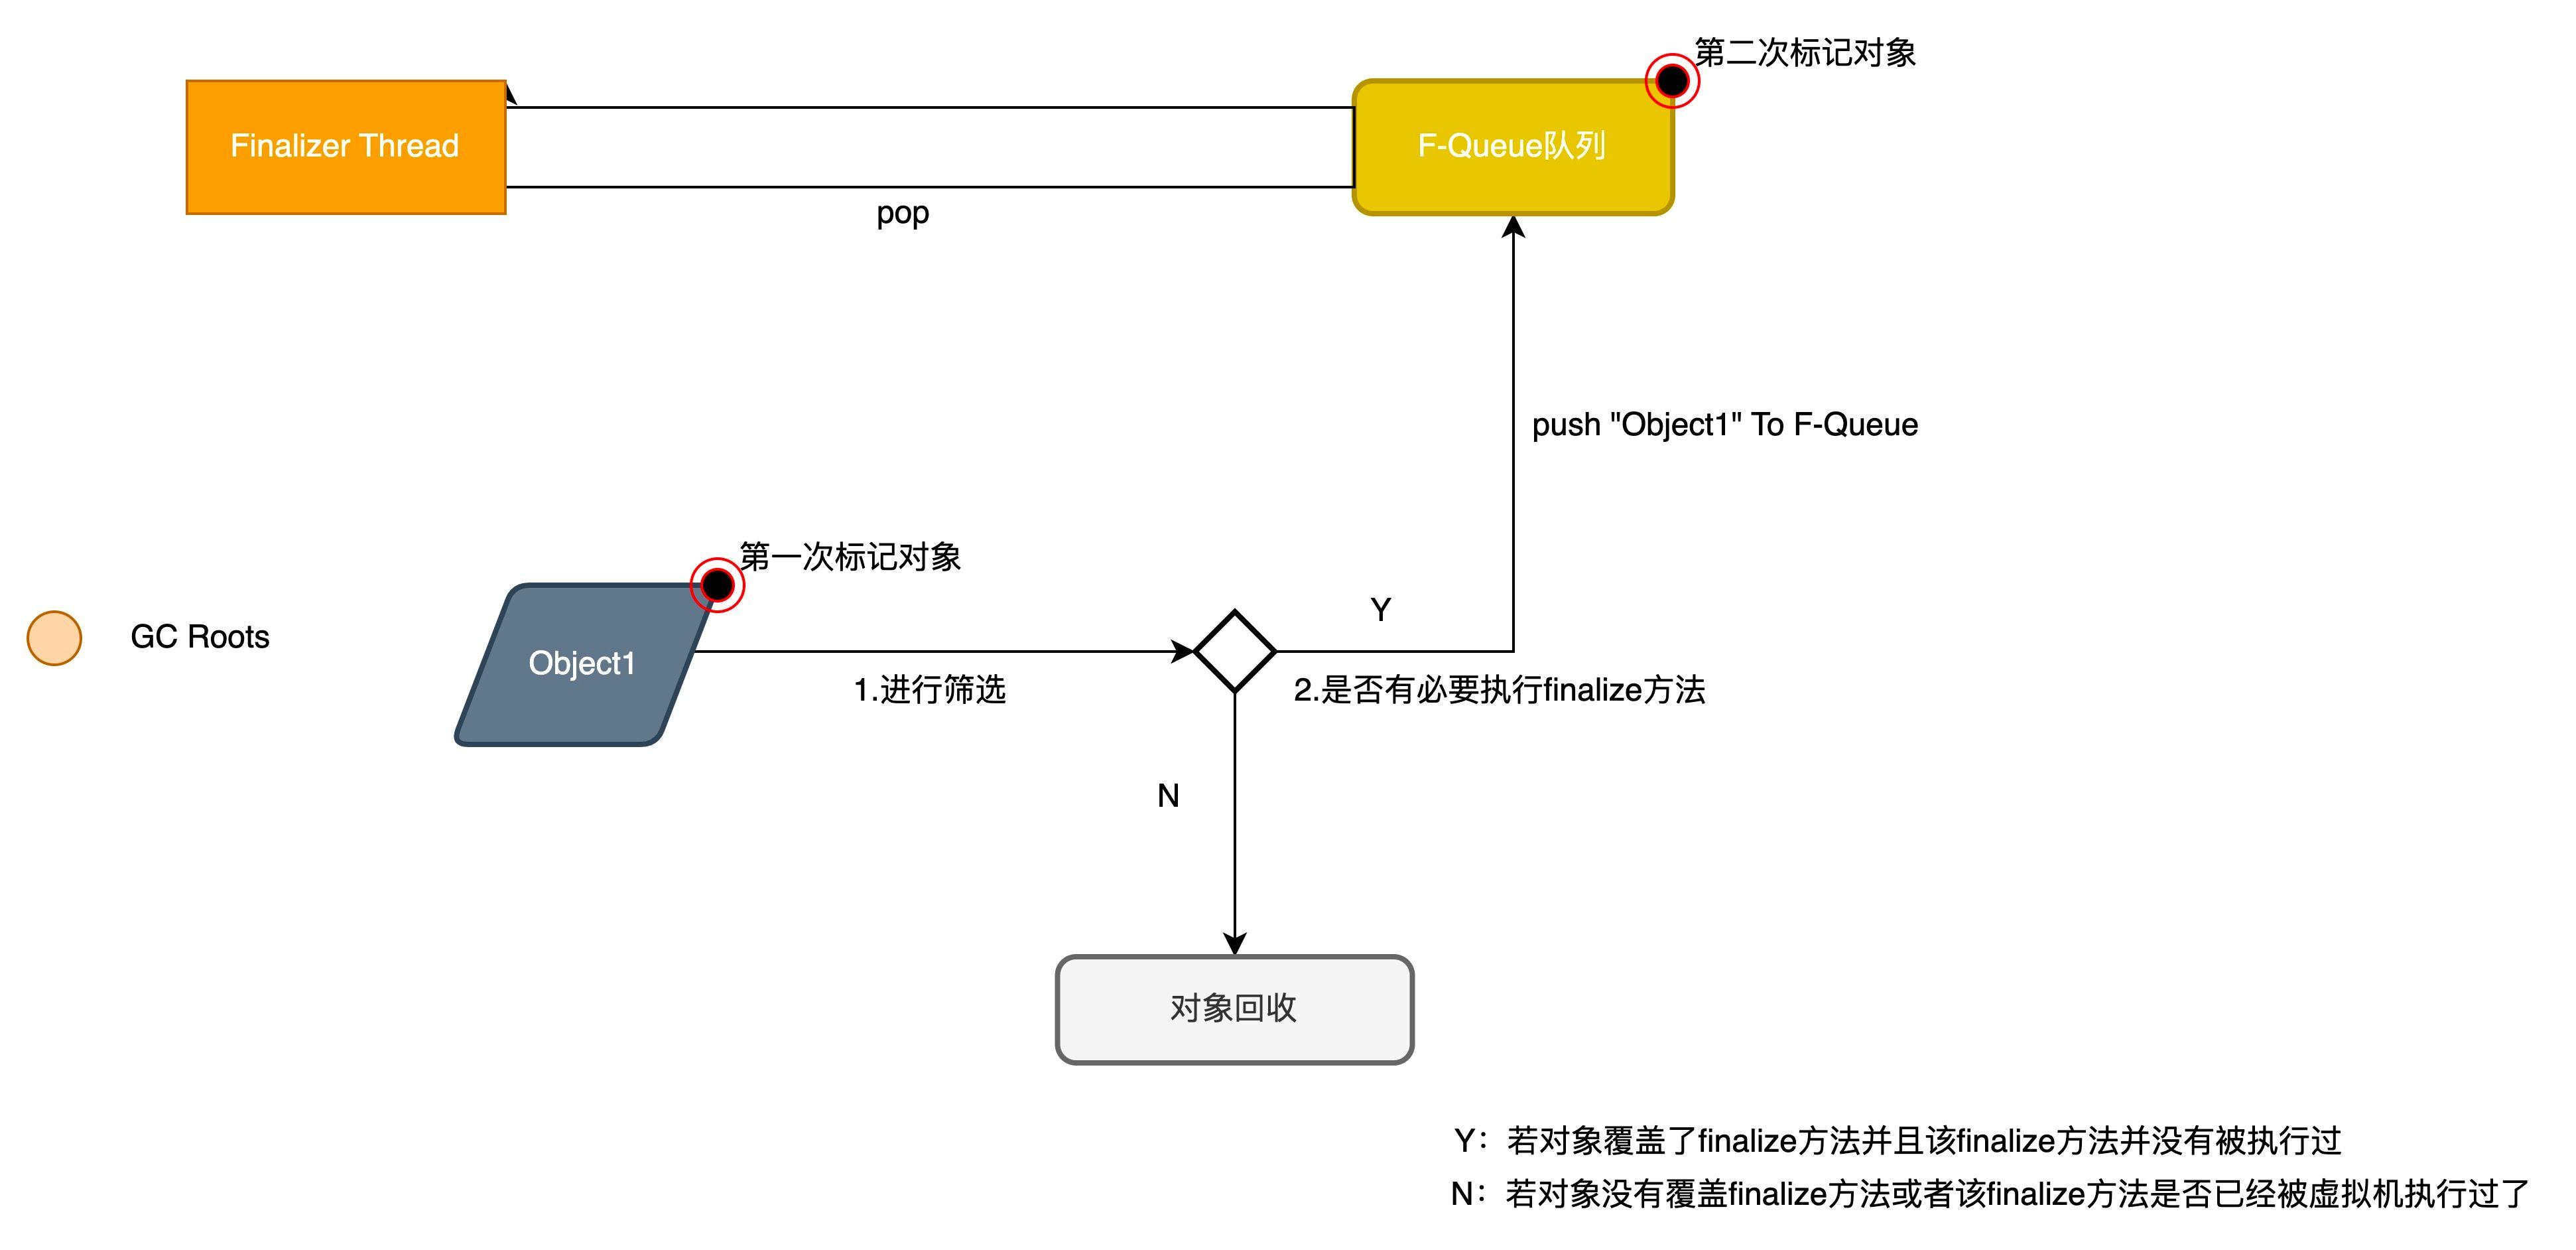 第二次标记对象
Finalizer Thread
F-Queue队列
pop
push "Object1" To F-Queue
第一次标记对象
GC Roots
Object1
Y
1.进行筛选
2.是否有必要执行finalize方法
N
对象回收
Y：若对象覆盖了finalize方法并且该finalize方法并没有被执行过
N：若对象没有覆盖finalize方法或者该finalize方法是否已经被虚拟机执行过了